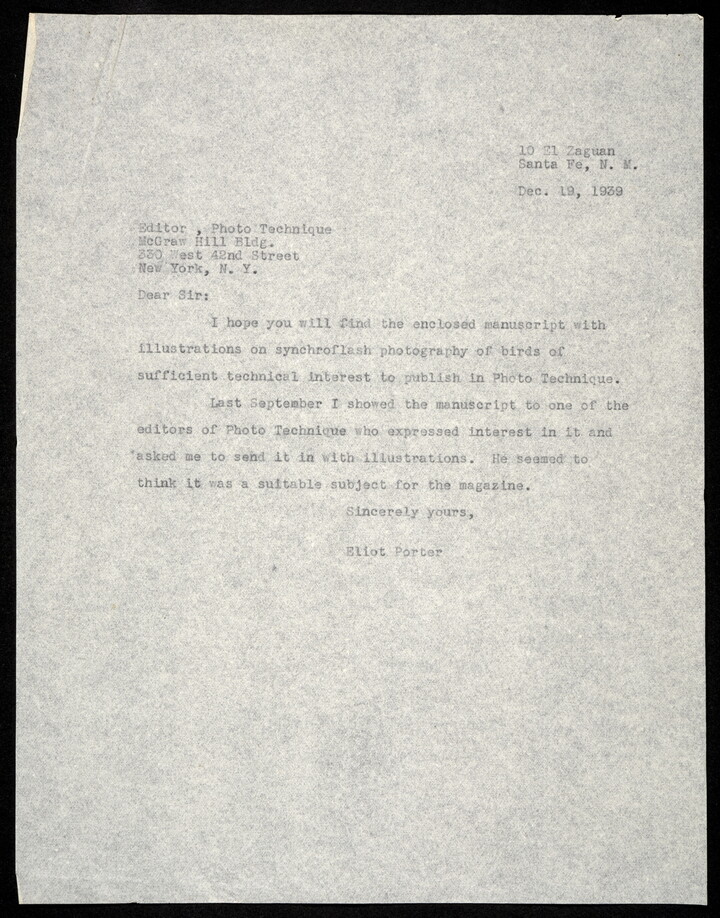 10 El Zaguan
Santa Fe, N. M.
Dec. 19, 1939
Editor , Photo Technique
McGraw Hill Bldg.
330 West 42nd Street
New York, N. Y.
Dear Sir:
I hope you will find the enclosed manuscript with
illustrations on synchroflash photography of birds of
sufficient technical interest to publish in Photo Technique.
Last September I showed the manuscript to one of the
editors of Photo Technique who expressed interest in it and
asked me to send it in with illustrations. He seemed to
think it was a suitable subject for the magazine.
Sincerely yours,
Eliot Porter